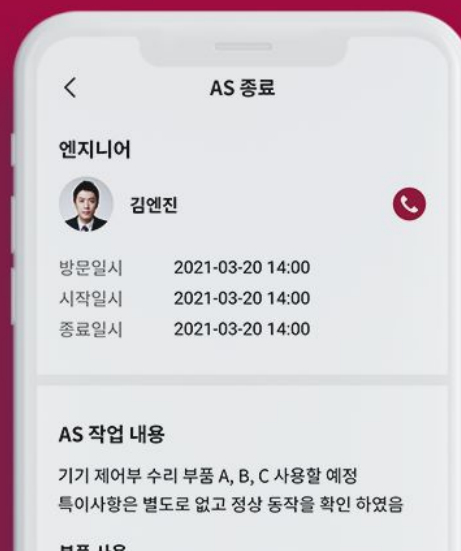 AS 종료
엔지니어
김엔진
방문일시 2021-03-20 14:00
시작일시 2021-03-20 14:00
종료일시 2021-03-20 14:00
AS 작업 내용
기기 제어부 수리 부품 A, B, C 사용할 예정
특이사항은 별도로 없고 정상 동작을 확인 하였음
부품 사용